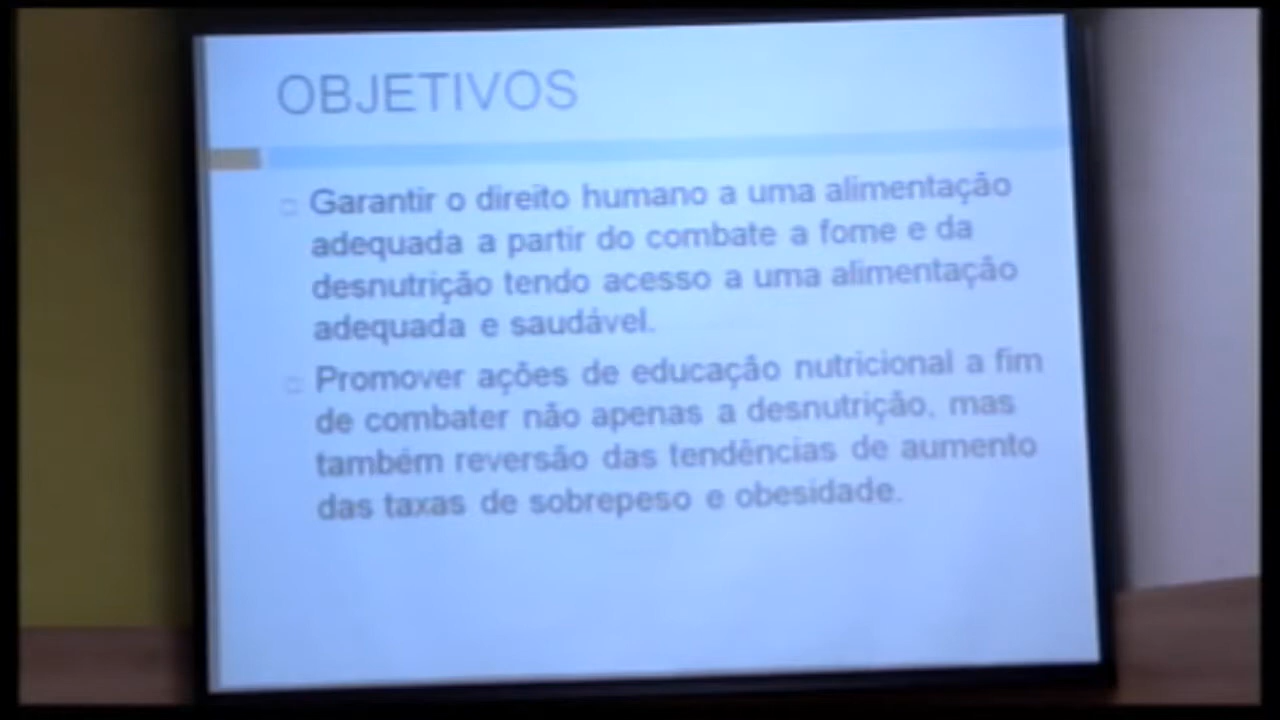 OBJETIVOS
Garantir o direito humano a uma alimentação
adequada a partir do combate a fome e da
desnutrição tendo acesso a uma alimentação
adequada e saudável.
Promover ações de educação nutricional a fim
de combater não apenas a desnutrição, mas
também reversão das tendências de aumento
das taxas de sobrepeso e obesidade.